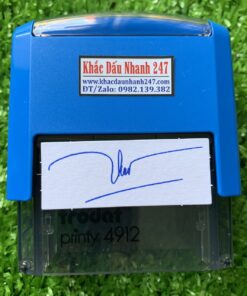 Khắc Dấu Nhanh 247
www.khacdaunhanh247.com
ĐT/Zalo: 0982.139.382
trodat
printy 4912